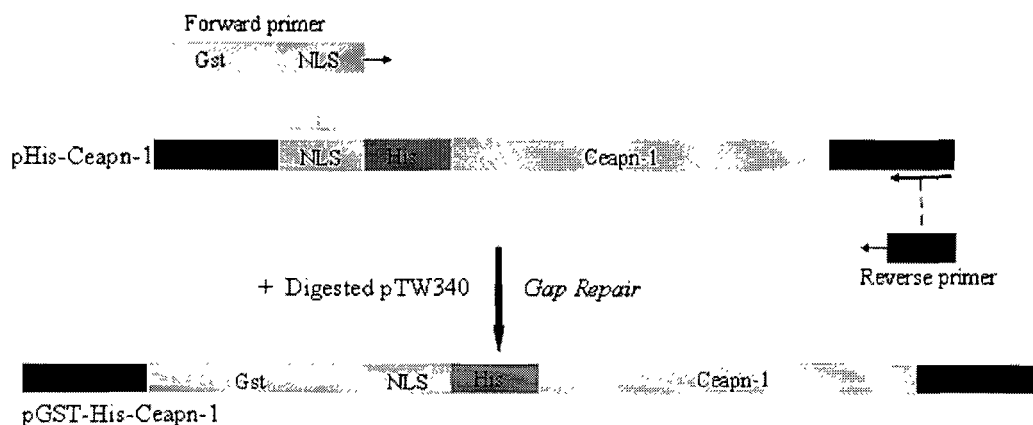 Forward primer
Gst NLS
pHis-Ceapn-1 NLS His Ceapn-1
+ Digested pTW340 Gap Repair
Reverse primer
Gst NLS His Ceapn-1
pGST-His-Ceapn-1